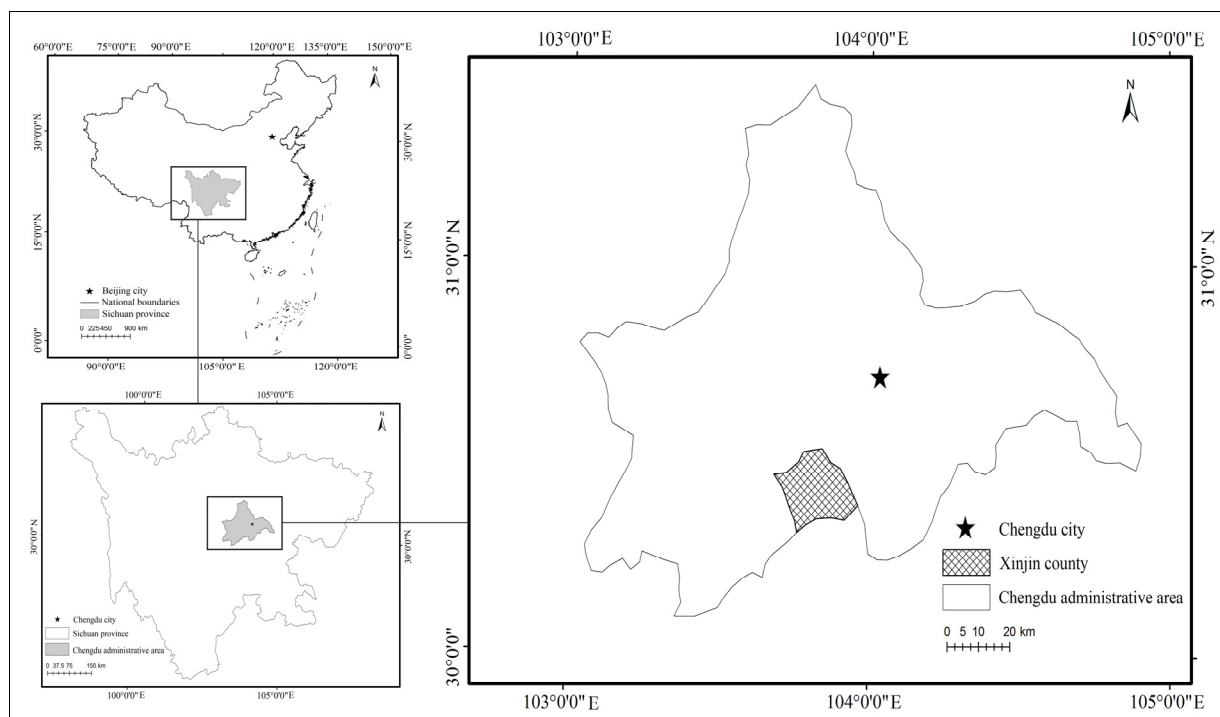 60°0'0"E 75°0'0"E 90°0'0"E 120°0'0"E 135°0'0"E 150°0'0"E
N
30°0'0"N
30°0'0"N
15°0'0"N
15°0'0"N
0°0'0"
0°0'0"
Beijing city
National boundaries
Sichuan province
0 225450 900 km
90°0'0"E 105°0'0"E 120°0'0"E
100°0'0"E 105°0'0"E
N
30°0'0"N
30°0'0"N
Chengdu city
Sichuan province
Chengdu administrative area
0 37.5 75 150 km
100°0'0"E 105°0'0"E
103°0'0"E 104°0'0"E 105°0'0"E
N
31°0'0"N
31°0'0"N
30°0'0"
Chengdu city
Xinjin county
Chengdu administrative area
0 5 10 20 km
103°0'0"E 104°0'0"E 105°0'0"E